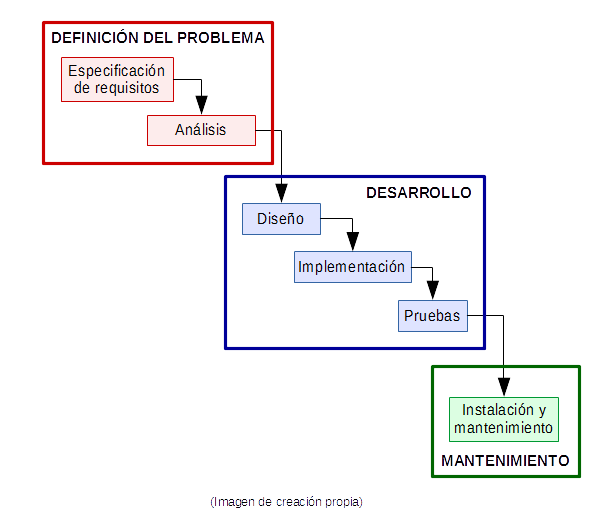 DEFINICIÓN DEL PROBLEMA
Especificación
de requisitos
Análisis
DESARROLLO
Diseño
Implementación
Pruebas
Instalación y
mantenimiento
MANTENIMIENTO
(Imagen de creación propia)